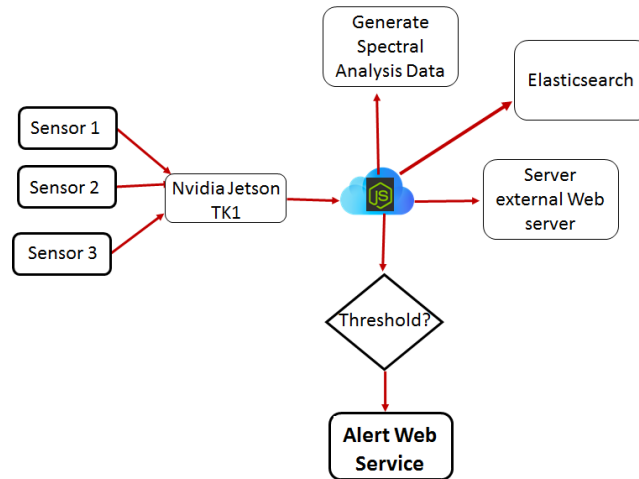 Generate
Spectral
Analysis Data
Elasticsearch
Sensor 1
Sensor 2
Sensor 3
Nvidia Jetson
TK1
JS
Server
external Web
server
Threshold?
Alert Web
Service